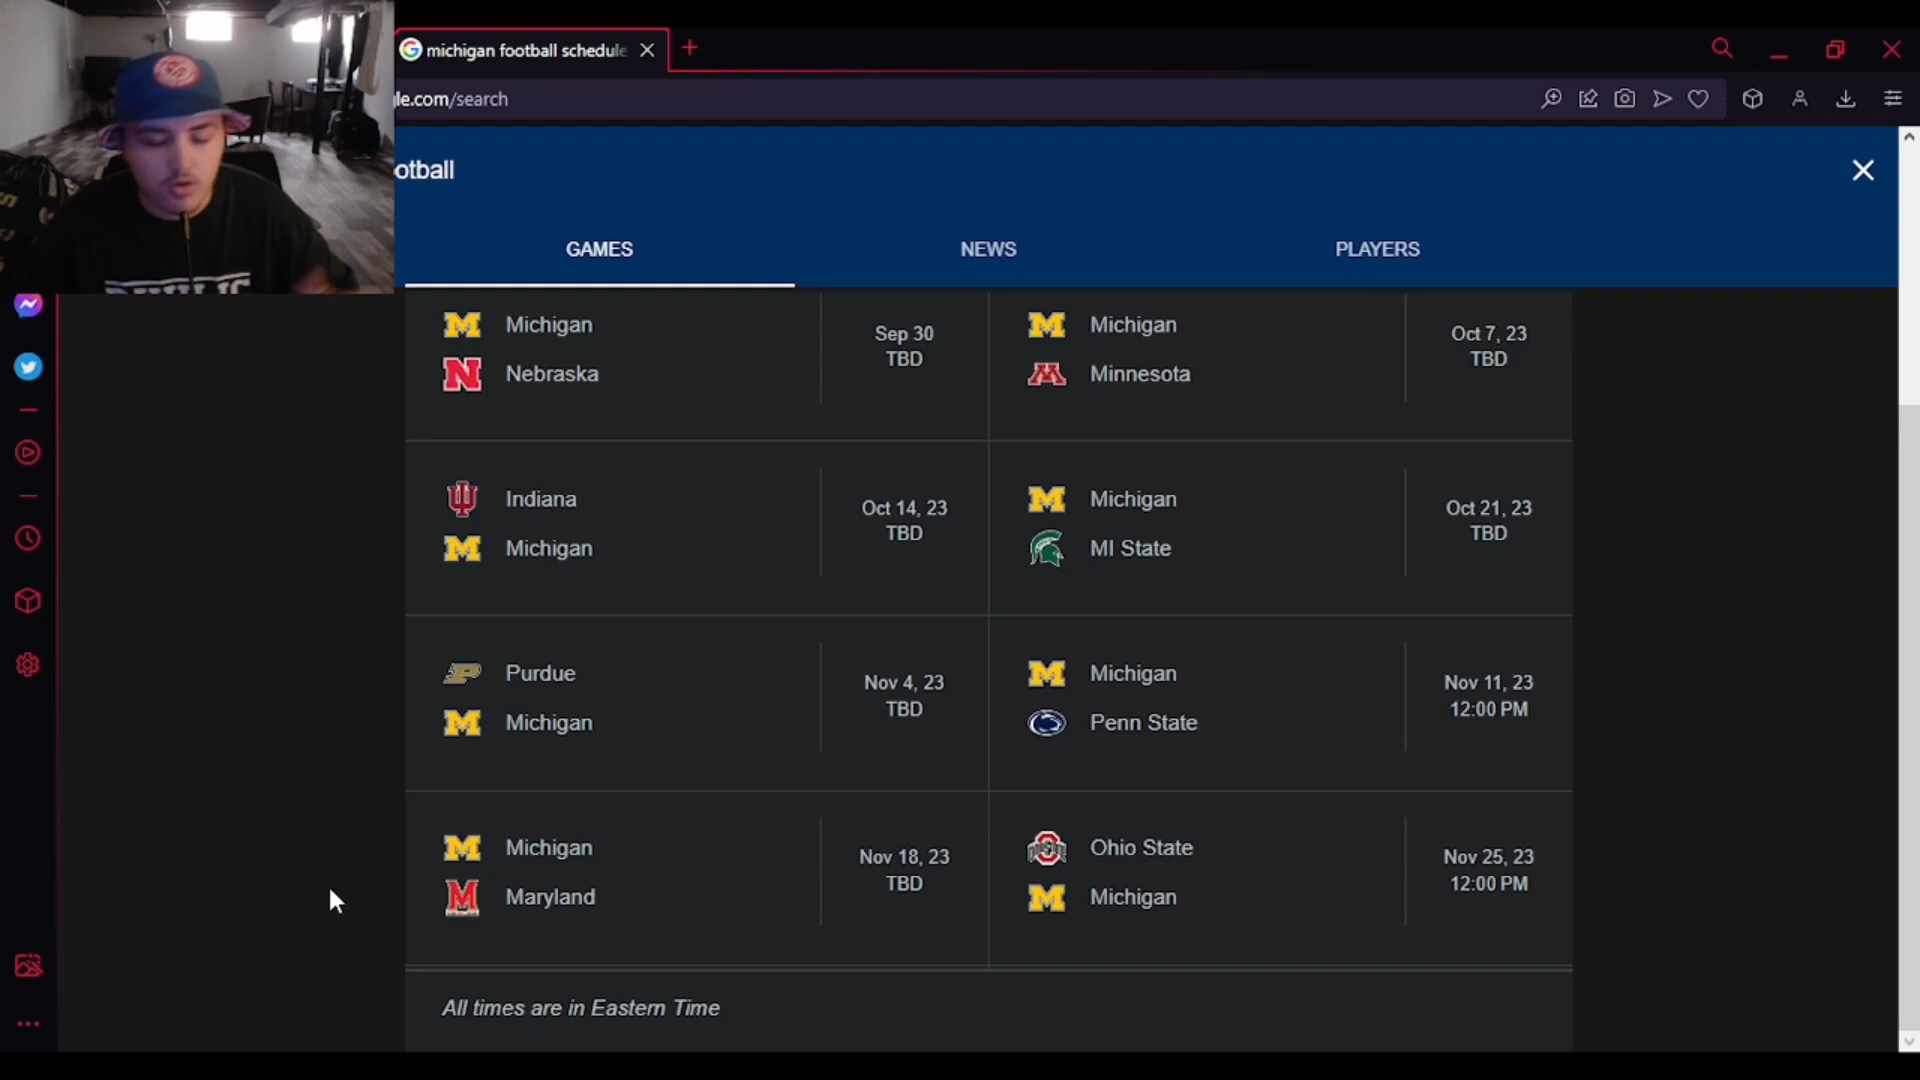 michigan football schedule
le.com/search
otball
GAMES
NEWS
PLAYERS
Michigan
Nebraska
Sep 30
TBD
Michigan
Minnesota
Oct 7, 23
TBD
Indiana
Michigan
Oct 14, 23
TBD
Michigan
MI State
Oct 21, 23
TBD
Purdue
Michigan
Nov 4, 23
TBD
Michigan
Penn State
Nov 11, 23
12:00 PM
Michigan
Maryland
Nov 18, 23
TBD
Ohio State
Michigan
Nov 25, 23
12:00 PM
All times are in Eastern Time